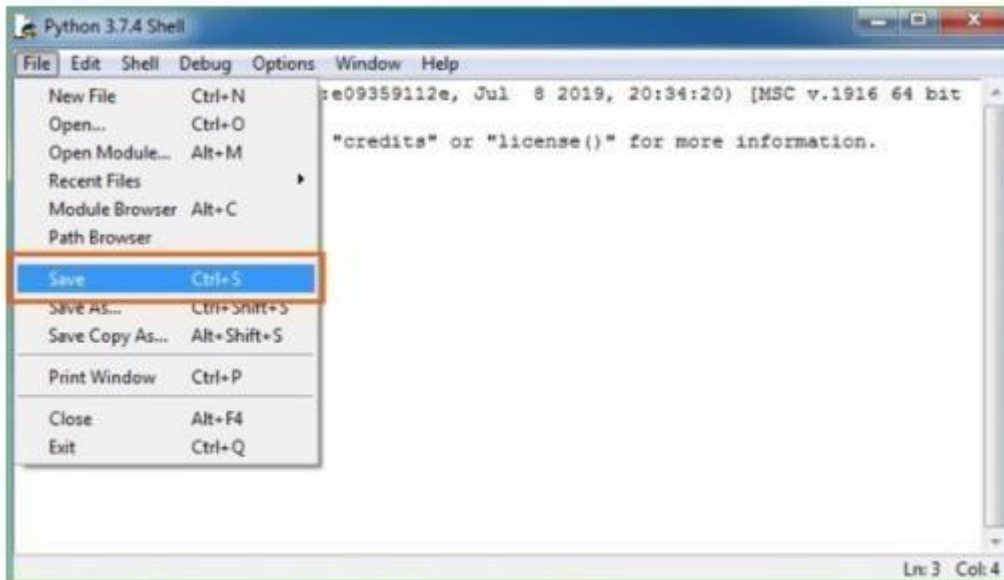 Python 3.7.4 Shell
File Edit Shell Debug Options Window Help
New File Ctrl+N
:e09359112e, Jul 8 2019, 20:34:20) [MSC v.1916 64 bit
Open... Ctrl+O
"credits" or "license()" for more information.
Open Module... Alt+M
Recent Files
Module Browser Alt+C
Path Browser
Save Ctrl+S
Save As... Ctrl+Shift+S
Save Copy As... Alt+Shift+S
Print Window Ctrl+P
Close Alt+F4
Exit Ctrl+Q
Ln: 3 Col: 4